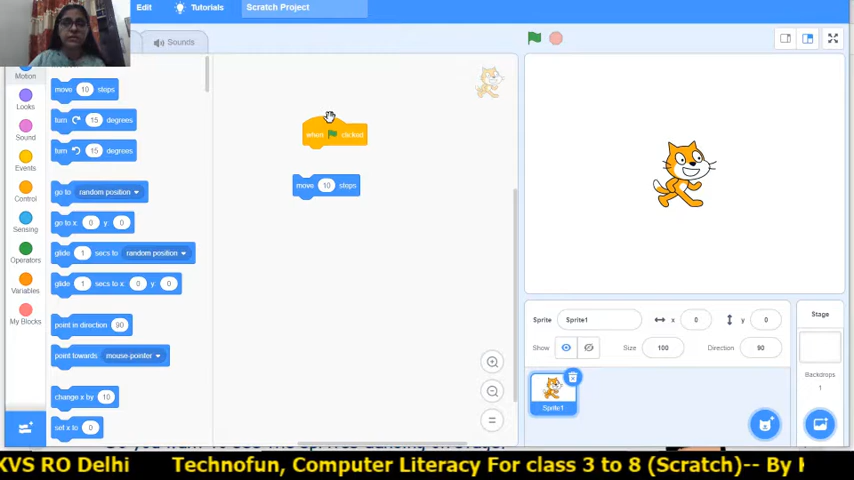 Edit
Tutorials
Scratch Project
Sounds
Motion
Looks
Sound
Events
Control
Sensing
Operators
Variables
My Blocks
move 10 steps
turn 15 degrees
turn 15 degrees
go to random position
go to x: 0 y: 0
glide 1 secs to random position
glide 1 secs to x: 0 y: 0
point in direction 90
point towards mouse-pointer
change x by 10
set x to 0
when clicked
move 10 steps
Sprite Sprite1 x 0 y 0
Show Size 100 Direction 90
Sprite1
Stage
Backdrops
1
KVS RO Delhi Technofun, Computer Literacy For class 3 to 8 (Scratch)-- By K